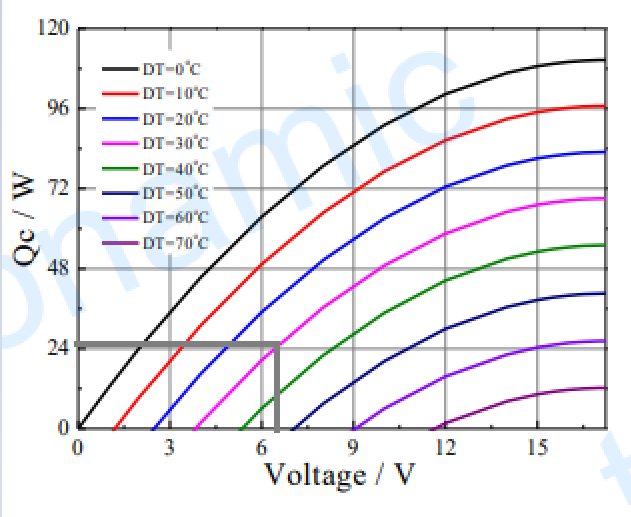 120
96
72
48
24
0
Qc / W
DT=0°C
DT=10°C
DT=20°C
DT=30°C
DT=40°C
DT=50°C
DT=60°C
DT=70°C
0 3 6 9 12 15
Voltage / V
onamic
t